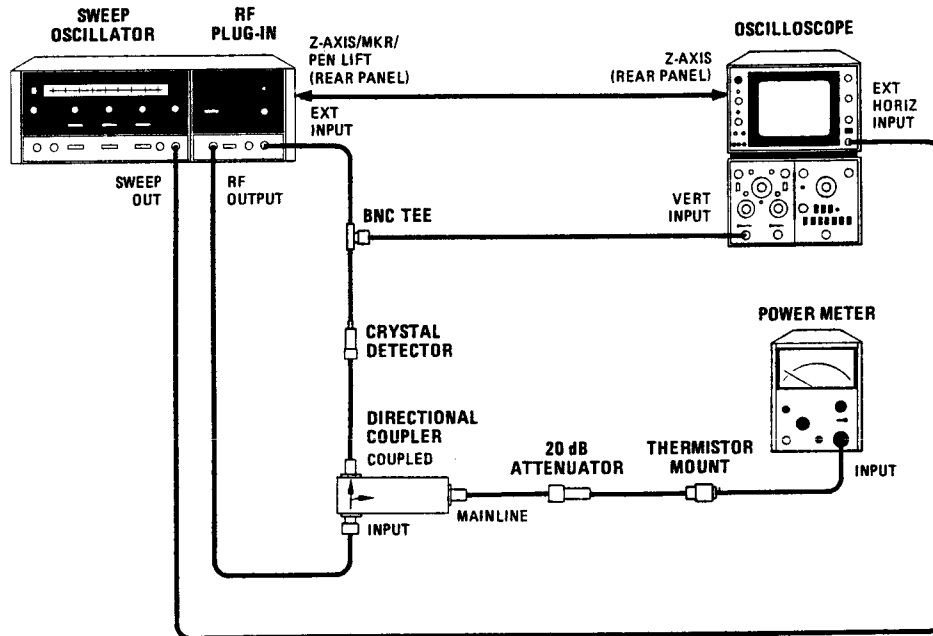 SWEEP
OSCILLATOR
RF
PLUG-IN
Z-AXIS/MKR/
PEN LIFT
(REAR PANEL)
EXT
INPUT
OSCILLOSCOPE
Z-AXIS
(REAR PANEL)
EXT
HORIZ
INPUT
SWEEP
OUT
RF
OUTPUT
BNC TEE
VERT
INPUT
CRYSTAL
DETECTOR
POWER METER
DIRECTIONAL
COUPLER
COUPLED
20 dB
ATTENUATOR
THERMISTOR
MOUNT
INPUT
MAINLINE
INPUT